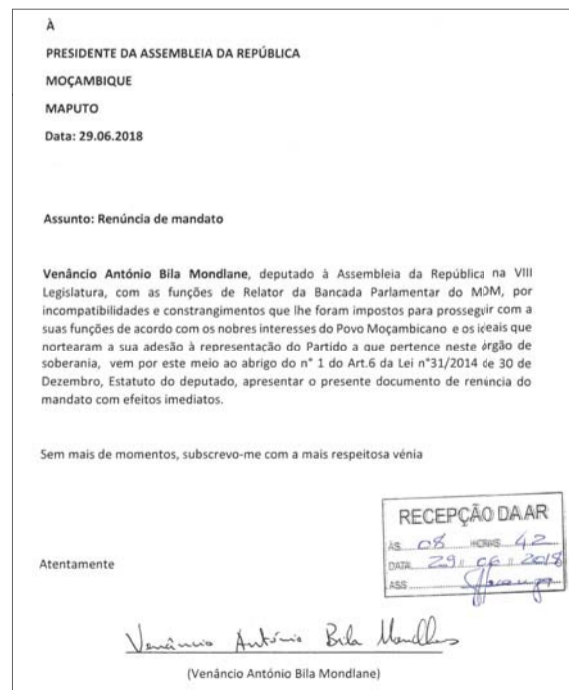 À
PRESIDENTE DA ASSEMBLEIA DA REPÚBLICA
MOÇAMBIQUE
MAPUTO
Data: 29.06.2018
Assunto: Renúncia de mandato
Venâncio António Bila Mondlane, deputado à Assembleia da República na VIII
Legislatura, com as funções de Relator da Bancada Parlamentar do MDM, por
incompatibilidades e constrangimentos que lhe foram impostos para prosseguir com a
suas funções de acordo com os nobres interesses do Povo Moçambicano e os ideais que
nortearam a sua adesão à representação do Partido a que pertence neste órgão de
soberania, vem por este meio ao abrigo do n° 1 do Art.6 da Lei n°31/2014 de 30 de
Dezembro, Estatuto do deputado, apresentar o presente documento de renúncia do
mandato com efeitos imediatos.
Sem mais de momentos, subscrevo-me com a mais respeitosa vénia
RECEPÇÃO DA AR
ÀS 08 HORAS 42
DATA 29 06 2018
ASS
Atentamente
Venâncio António Bila Mondlane
(Venâncio António Bila Mondlane)